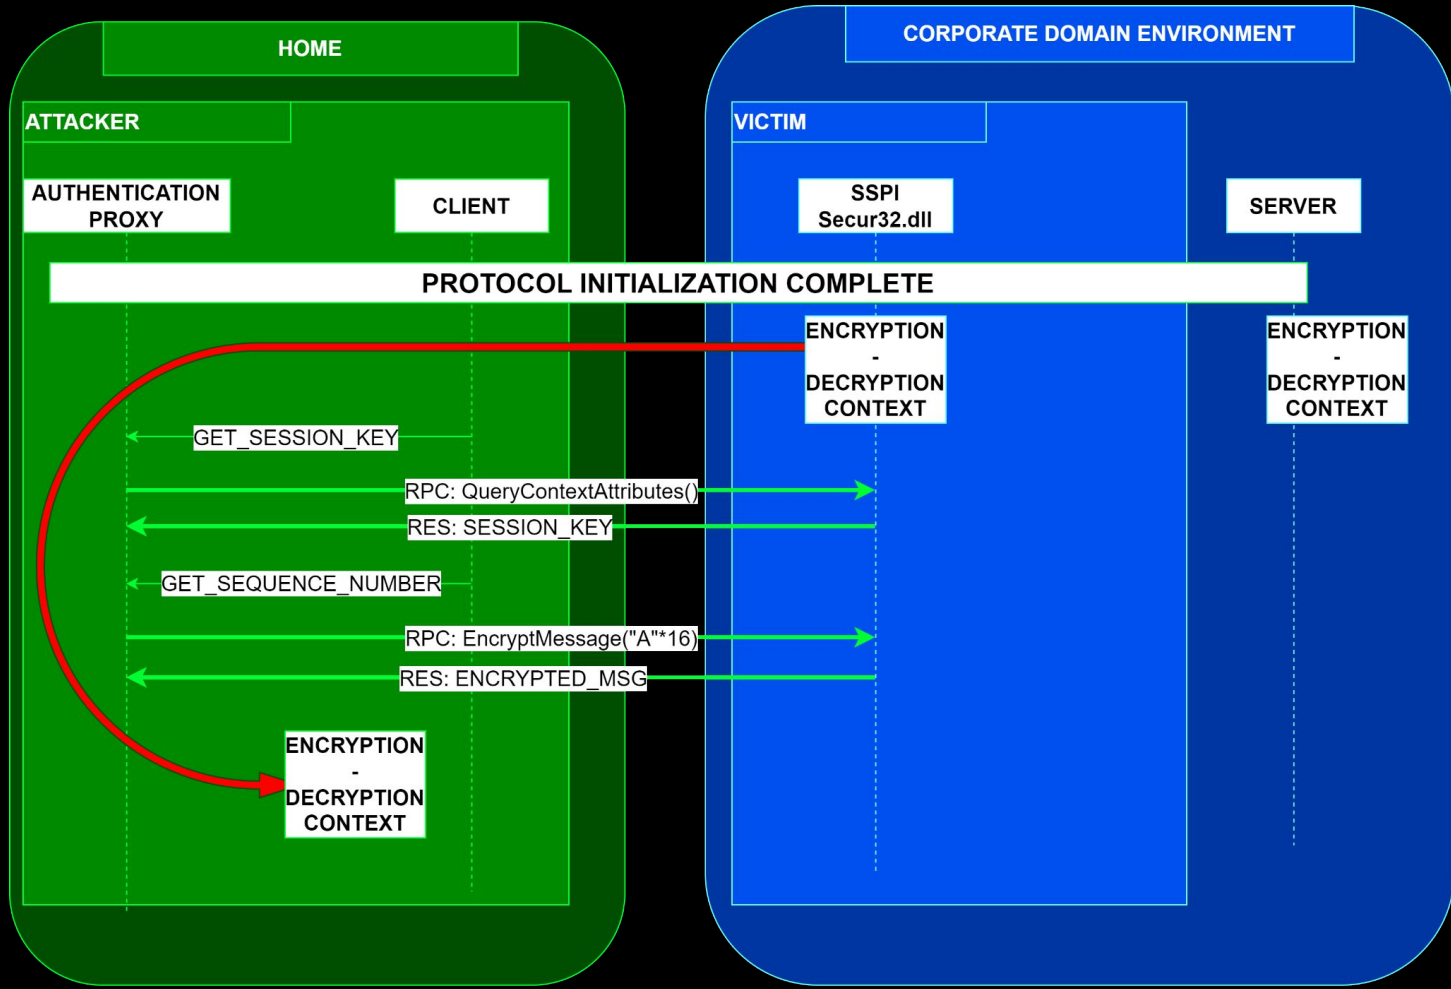 HOME
CORPORATE DOMAIN ENVIRONMENT
ATTACKER
VICTIM
AUTHENTICATION
PROXY
CLIENT
SSPI
Secur32.dll
SERVER
PROTOCOL INITIALIZATION COMPLETE
ENCRYPTION
-
DECRYPTION
CONTEXT
ENCRYPTION
-
DECRYPTION
CONTEXT
GET_SESSION_KEY
RPC: QueryContextAttributes()
RES: SESSION_KEY
GET_SEQUENCE_NUMBER
RPC: EncryptMessage("A"*16)
RES: ENCRYPTED_MSG
ENCRYPTION
-
DECRYPTION
CONTEXT